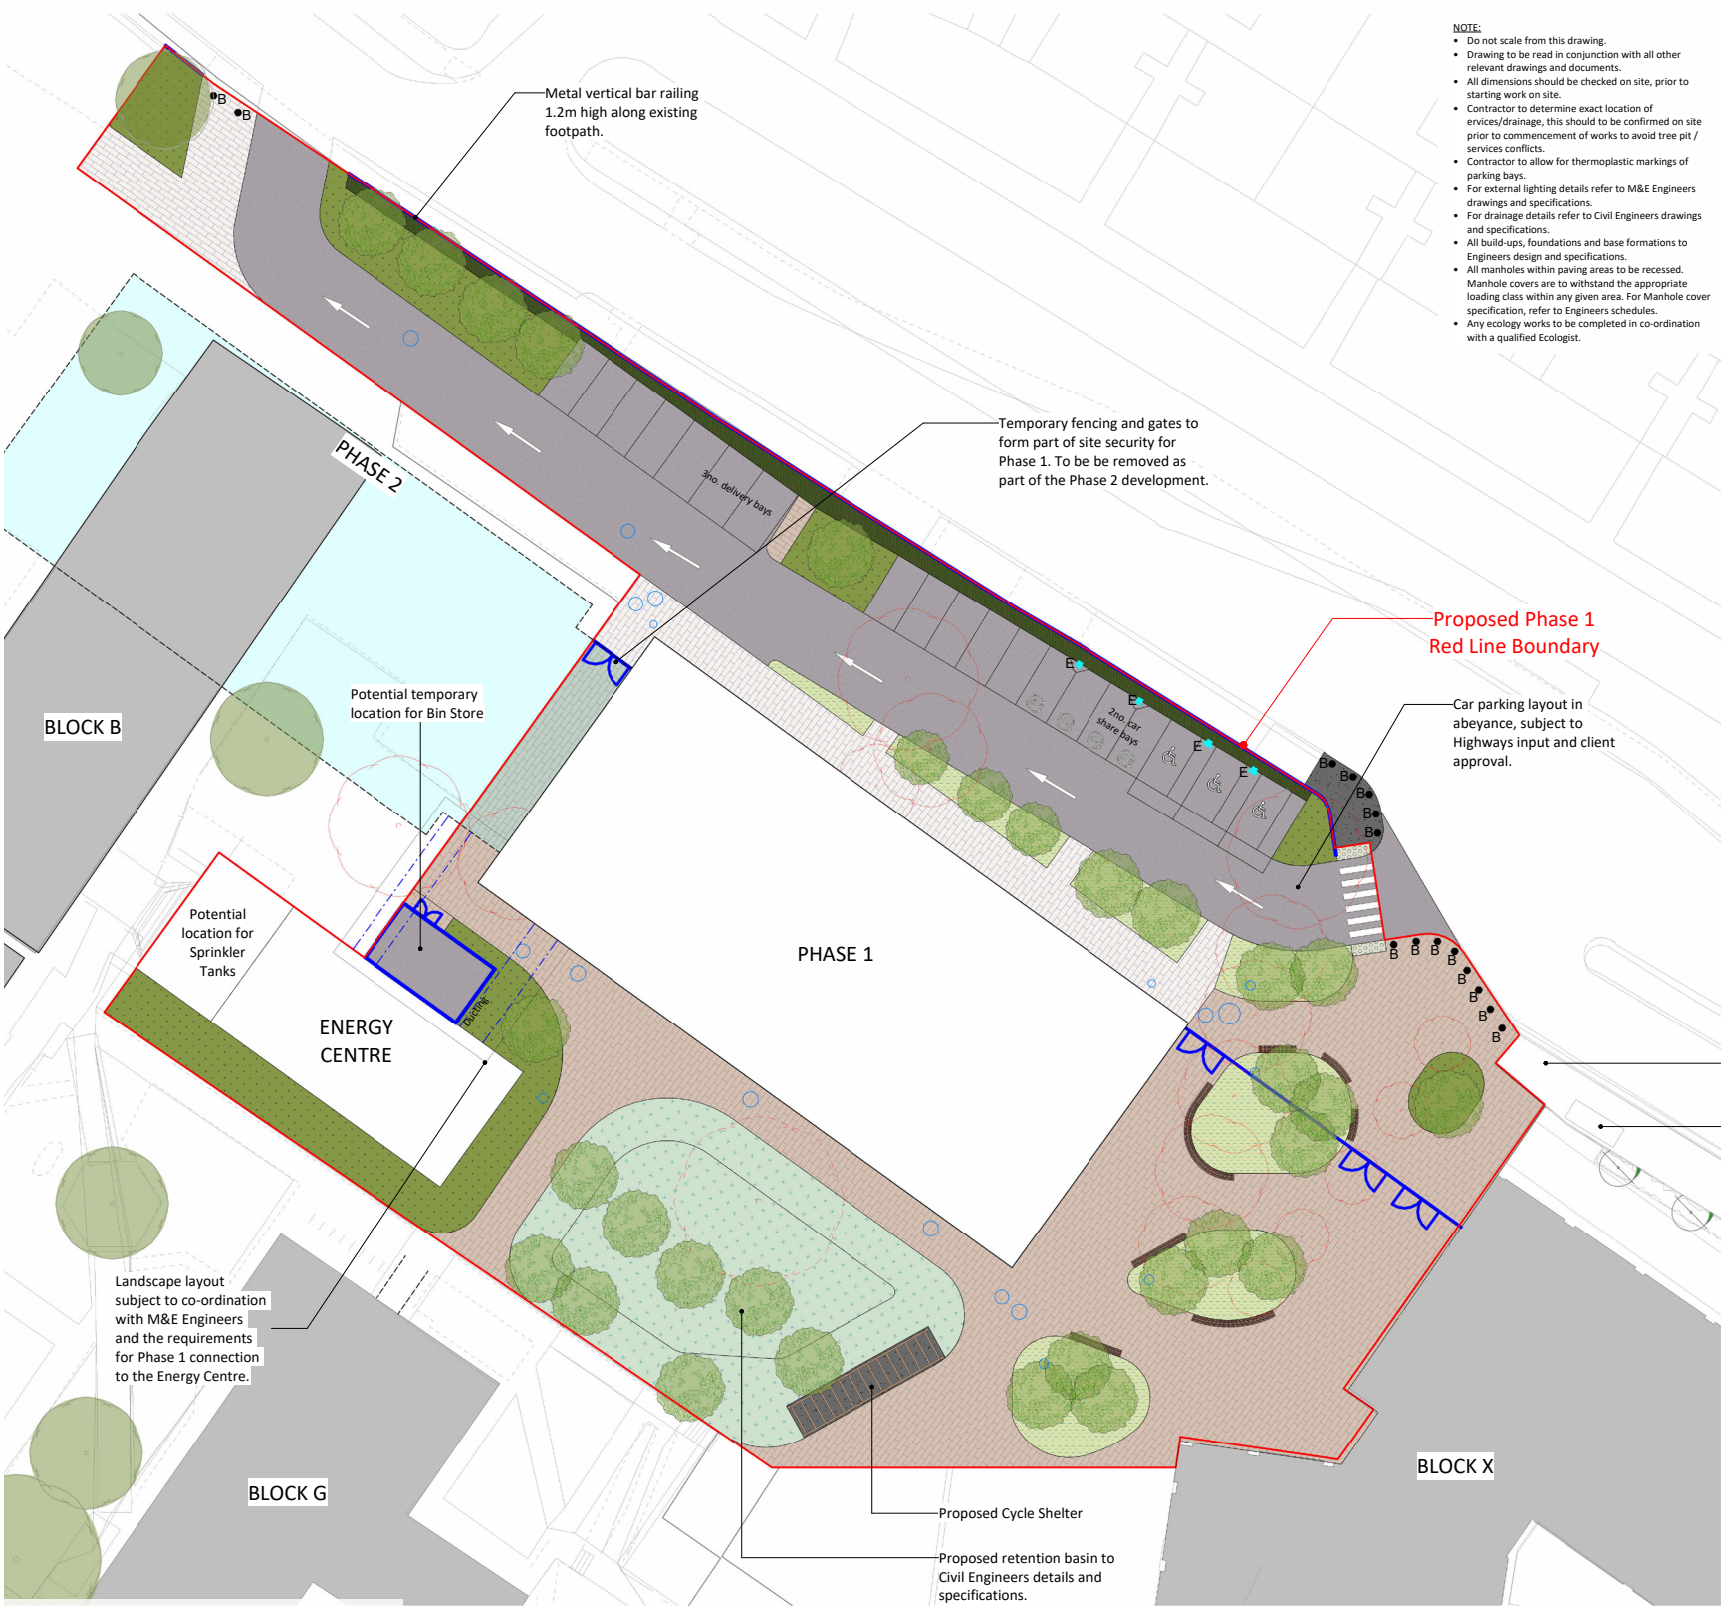 NOTE:
• Do not scale from this drawing.
• Drawing to be read in conjunction with all other
relevant drawings and documents.
• All dimensions should be checked on site, prior to
starting work on site.
• Contractor to determine exact location of
ervices/drainage, this should to be confirmed on site
prior to commencement of works to avoid tree pit /
services conflicts.
• Contractor to allow for thermoplastic markings of
parking bays.
• For external lighting details refer to M&E Engineers
drawings and specifications.
• For drainage details refer to Civil Engineers drawings
and specifications.
• All build-ups, foundations and base formations to
Engineers design and specifications.
• All manholes within paving areas to be recessed.
Manhole covers are to withstand the appropriate
loading class within any given area. For Manhole cover
specification, refer to Engineers schedules.
• Any ecology works to be completed in co-ordination
with a qualified Ecologist.
B
B
Metal vertical bar railing
1.2m high along existing
footpath.
Temporary fencing and gates to
form part of site security for
Phase 1. To be be removed as
part of the Phase 2 development.
PHASE 2
3no. delivery bays
Proposed Phase 1
Red Line Boundary
E
E
E
E
2no. car
share bays
Car parking layout in
abeyance, subject to
Highways input and client
approval.
B
B
B
B
B
Potential temporary
location for Bin Store
BLOCK B
Potential
location for
Sprinkler
Tanks
PHASE 1
B
B
B
B
B
B
B
B
Ducting
ENERGY
CENTRE
Landscape layout
subject to co-ordination
with M&E Engineers
and the requirements
for Phase 1 connection
to the Energy Centre.
BLOCK G
BLOCK X
Proposed Cycle Shelter
Proposed retention basin to
Civil Engineers details and
specifications.